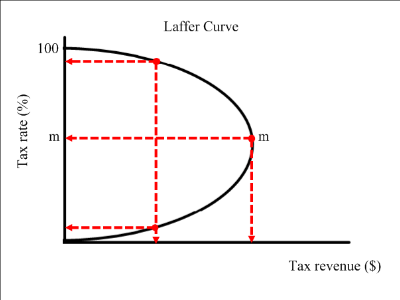 Laffer Curve
100
m
m
Tax rate (%)
Tax revenue ($)